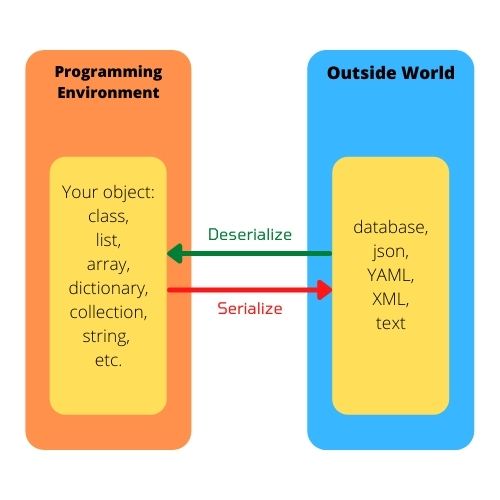 Programming
Environment
Your object:
class,
list,
array,
dictionary,
collection,
string,
etc.
Deserialize
Serialize
Outside World
database,
json,
YAML,
XML,
text